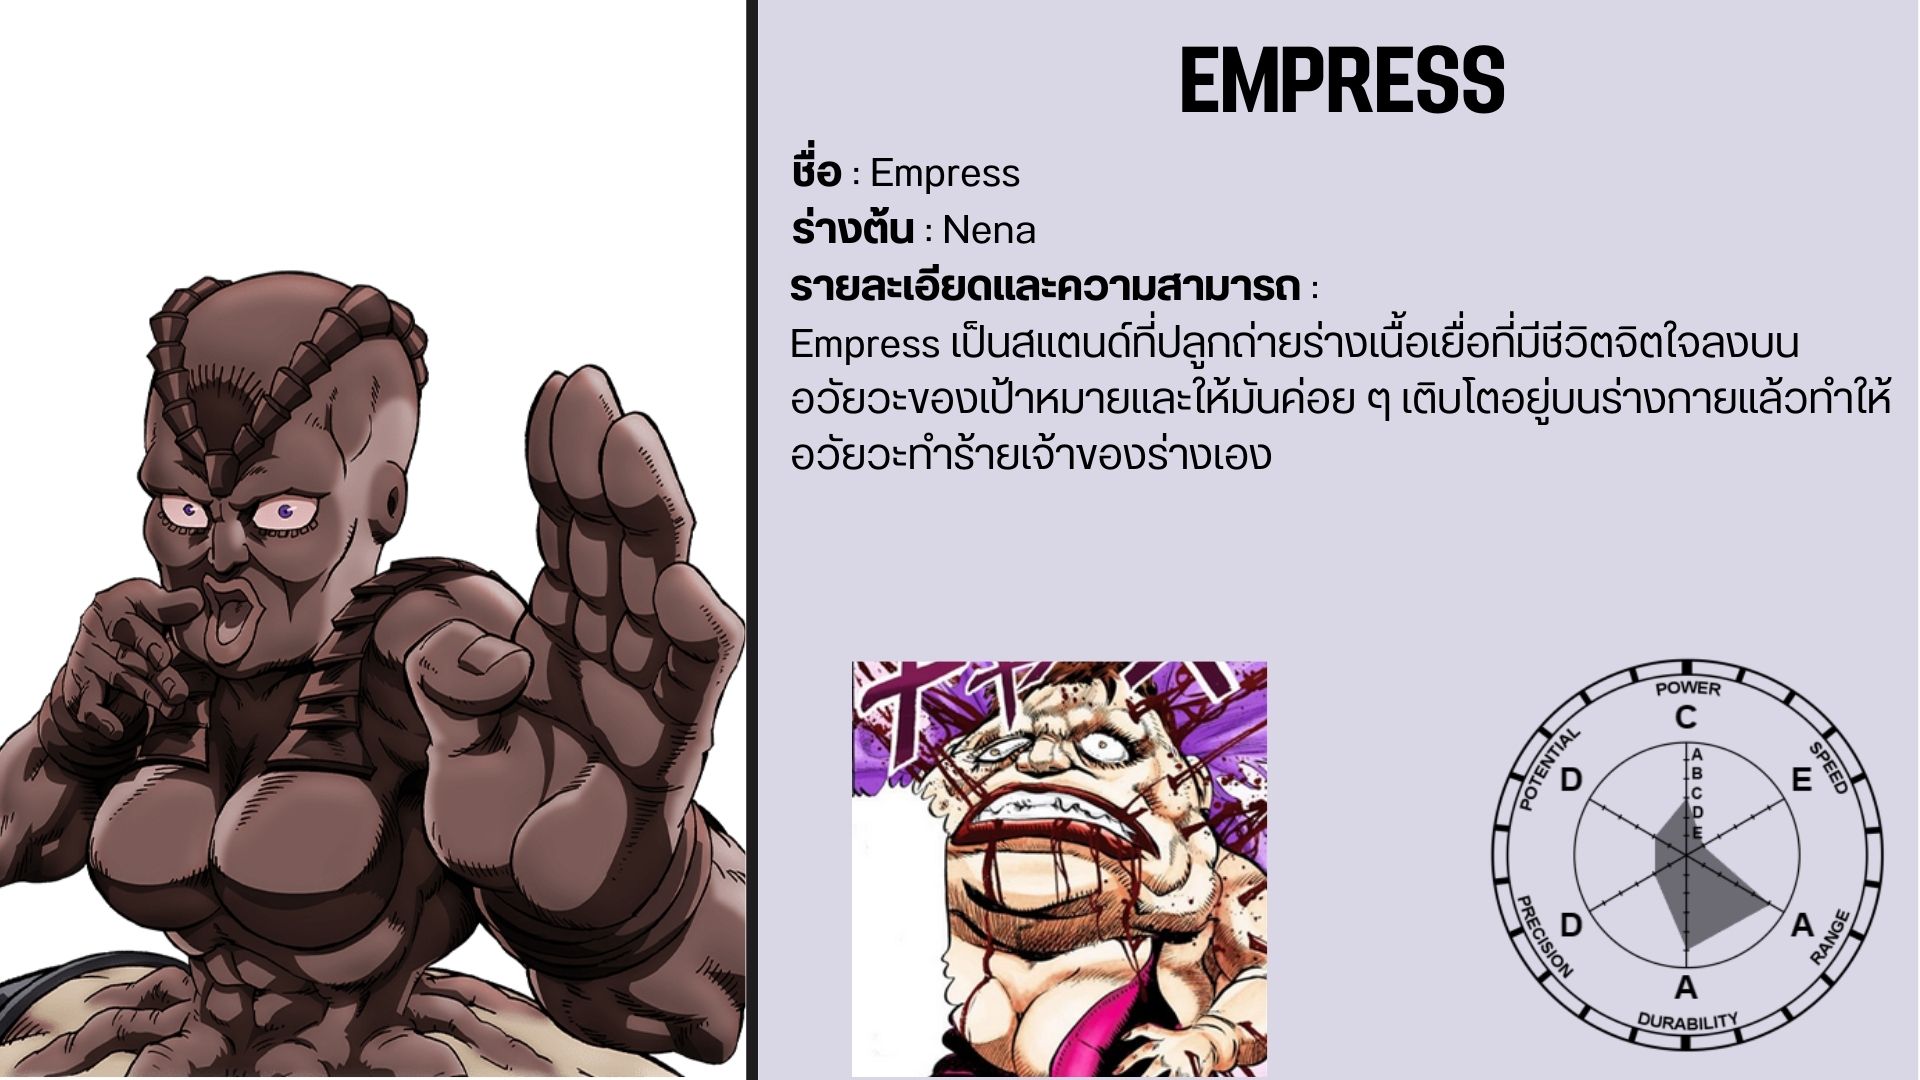 EMPRESS
ชื่อ : Empress
ร่างต้น : Nena
รายละเอียดและความสามารถ :
Empress เป็นสแตนด์ที่ปลูกถ่ายร่างเนื้อเยื่อที่มีชีวิตจิตใจลงบน
อวัยวะของเป้าหมายและให้มันค่อย ๆ เติบโตอยู่บนร่างกายแล้วทำให้
อวัยวะทำร้ายเจ้าของร่างเอง
POWER
C
SPEED
E
RANGE
A
DURABILITY
A
PRECISION
D
POTENTIAL
D
A
B
C
D
E